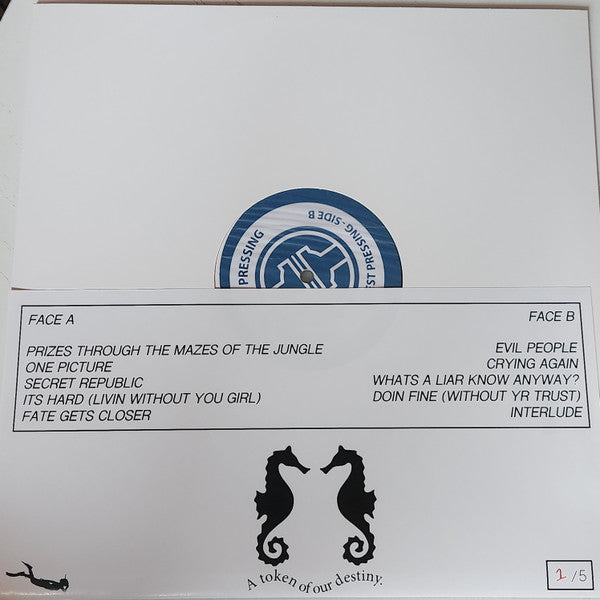 PRESSING
EST PRESSING-SIDE B
FACE A
PRIZES THROUGH THE MAZES OF THE JUNGLE
ONE PICTURE
SECRET REPUBLIC
ITS HARD (LIVIN WITHOUT YOU GIRL)
FATE GETS CLOSER
FACE B
EVIL PEOPLE
CRYING AGAIN
WHATS A LIAR KNOW ANYWAY?
DOIN FINE (WITHOUT YR TRUST)
INTERLUDE
A token of our destiny.
1/5